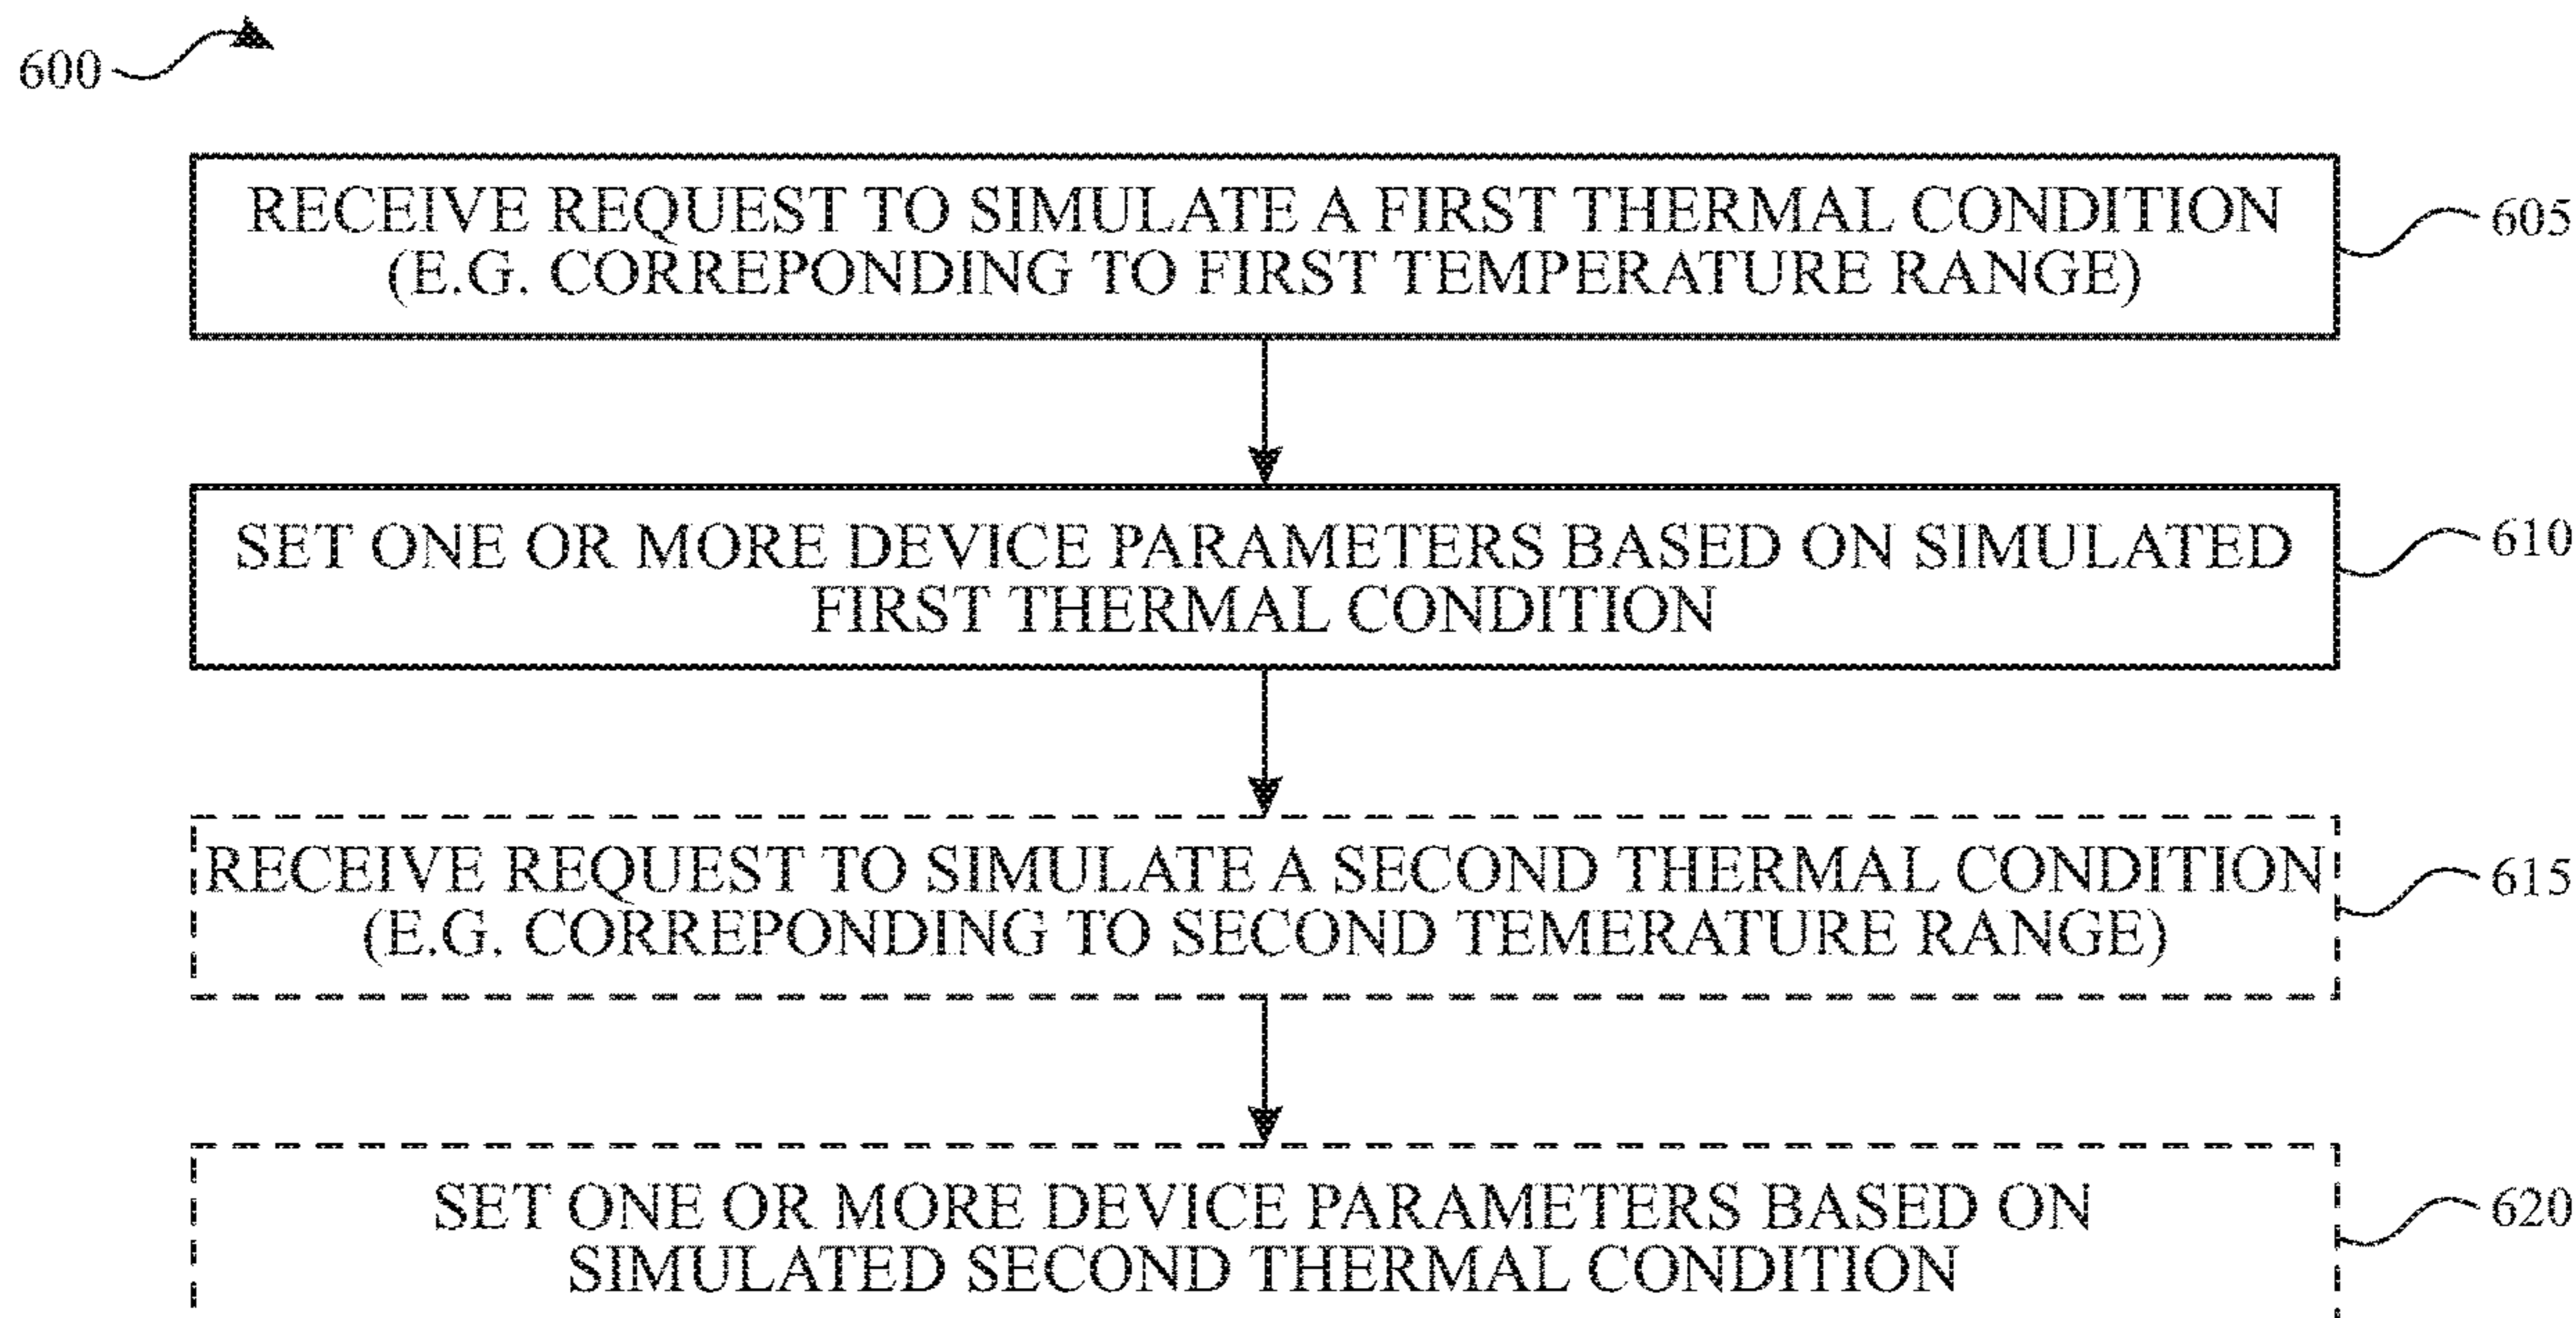 600
RECEIVE REQUEST TO SIMULATE A FIRST THERMAL CONDITION
(E.G. CORREPONDING TO FIRST TEMPERATURE RANGE)
605
SET ONE OR MORE DEVICE PARAMETERS BASED ON SIMULATED
FIRST THERMAL CONDITION
610
RECEIVE REQUEST TO SIMULATE A SECOND THERMAL CONDITION
(E.G. CORREPONDING TO SECOND TEMERATURE RANGE)
615
SET ONE OR MORE DEVICE PARAMETERS BASED ON
SIMULATED SECOND THERMAL CONDITION
620